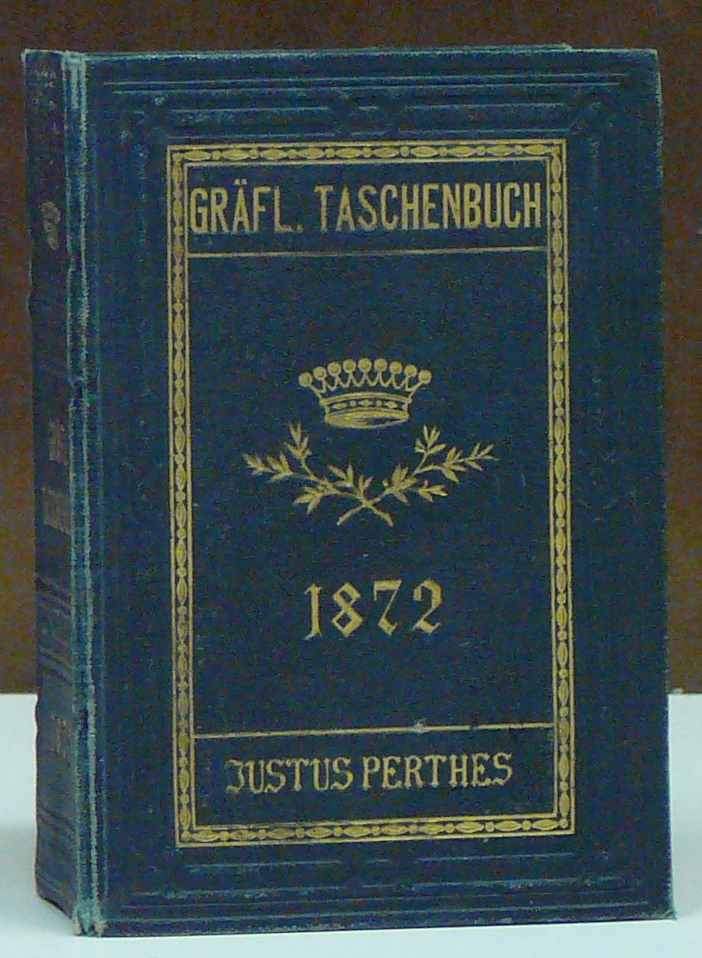 GRÄFL. TASCHENBUCH
1872
JUSTUS PERTHES